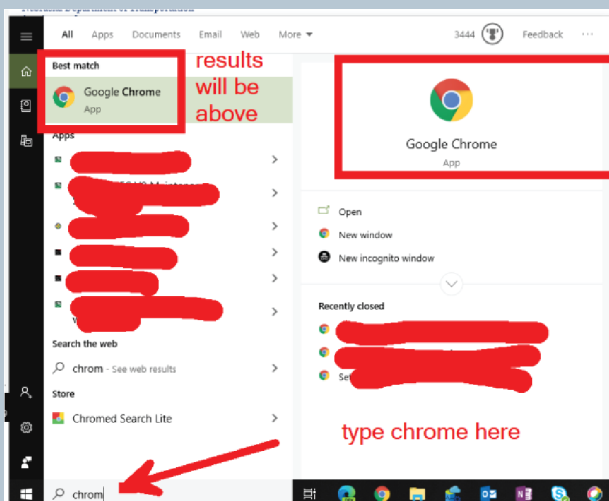 All Apps Documents Email Web More 3444 Feedback ...
Best match
Google Chrome
App
results
will be
above
Google Chrome
App
Apps
Open
New window
New incognito window
Recently closed
Search the web
chrom - See web results
Store
Chromed Search Lite
type chrome here
chrom